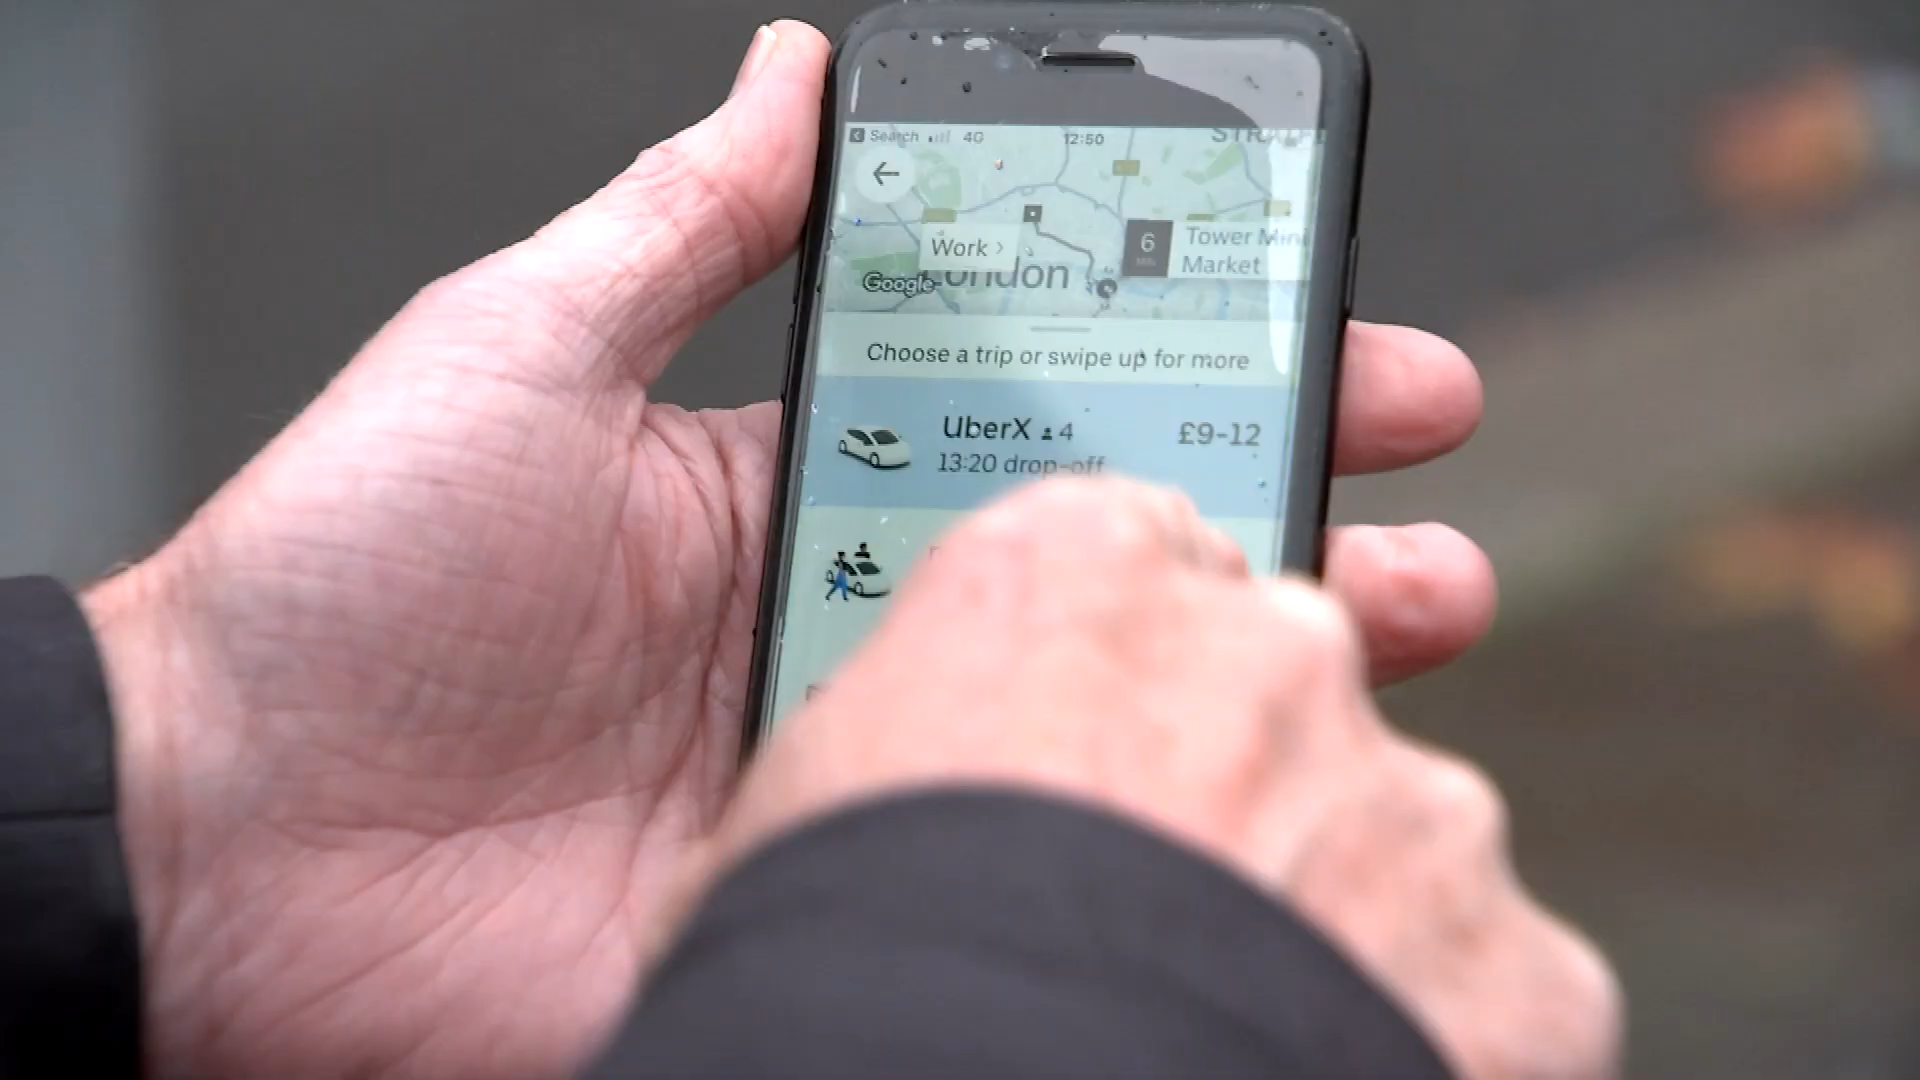 Search 4G 12:50
Work ›
6
Tower Mini
Market
London
Google
Choose a trip or swipe up for more
UberX 4 £9-12
13:20 drop-off